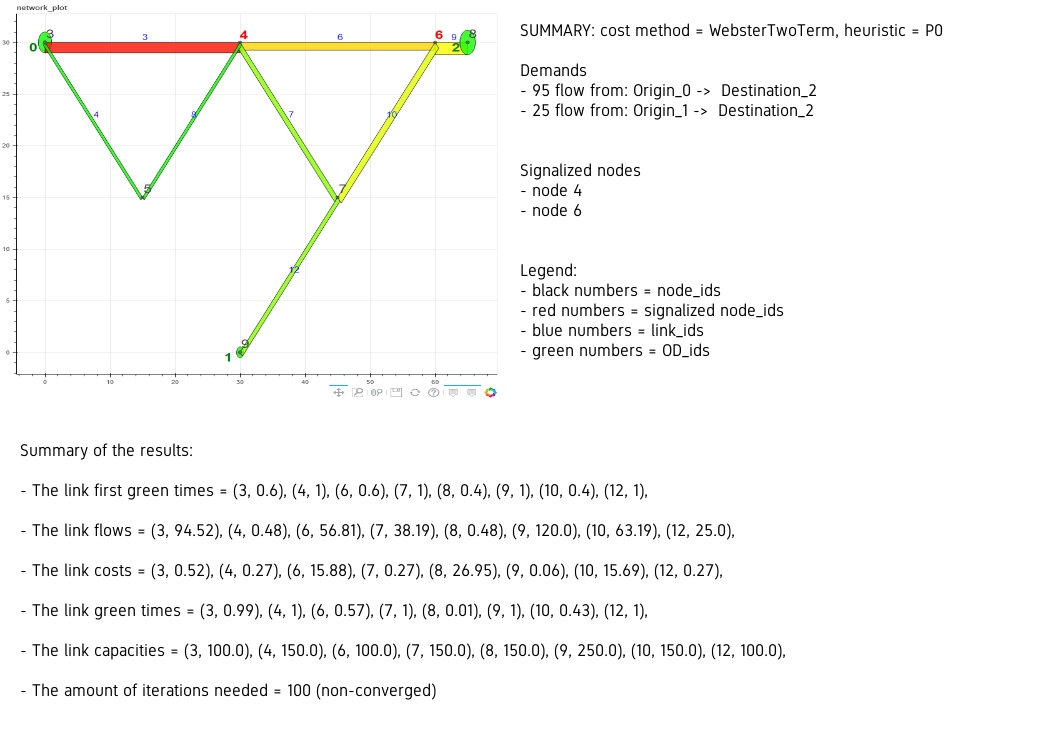 network_plot
3
8
3
4
6
6
9
0
2
30
25
4
8
7
10
20
5
7
15
12
10
5
9
1
0
0
10
20
30
40
50
60
SUMMARY: cost method = WebsterTwoTerm, heuristic = P0
Demands
- 95 flow from: Origin_0 -> Destination_2
- 25 flow from: Origin_1 -> Destination_2
Signalized nodes
- node 4
- node 6
Legend:
- black numbers = node_ids
- red numbers = signalized node_ids
- blue numbers = link_ids
- green numbers = OD_ids
Summary of the results:
- The link first green times = (3, 0.6), (4, 1), (6, 0.6), (7, 1), (8, 0.4), (9, 1), (10, 0.4), (12, 1),
- The link flows = (3, 94.52), (4, 0.48), (6, 56.81), (7, 38.19), (8, 0.48), (9, 120.0), (10, 63.19), (12, 25.0),
- The link costs = (3, 0.52), (4, 0.27), (6, 15.88), (7, 0.27), (8, 26.95), (9, 0.06), (10, 15.69), (12, 0.27),
- The link green times = (3, 0.99), (4, 1), (6, 0.57), (7, 1), (8, 0.01), (9, 1), (10, 0.43), (12, 1),
- The link capacities = (3, 100.0), (4, 150.0), (6, 100.0), (7, 150.0), (8, 150.0), (9, 250.0), (10, 150.0), (12, 100.0),
- The amount of iterations needed = 100 (non-converged)